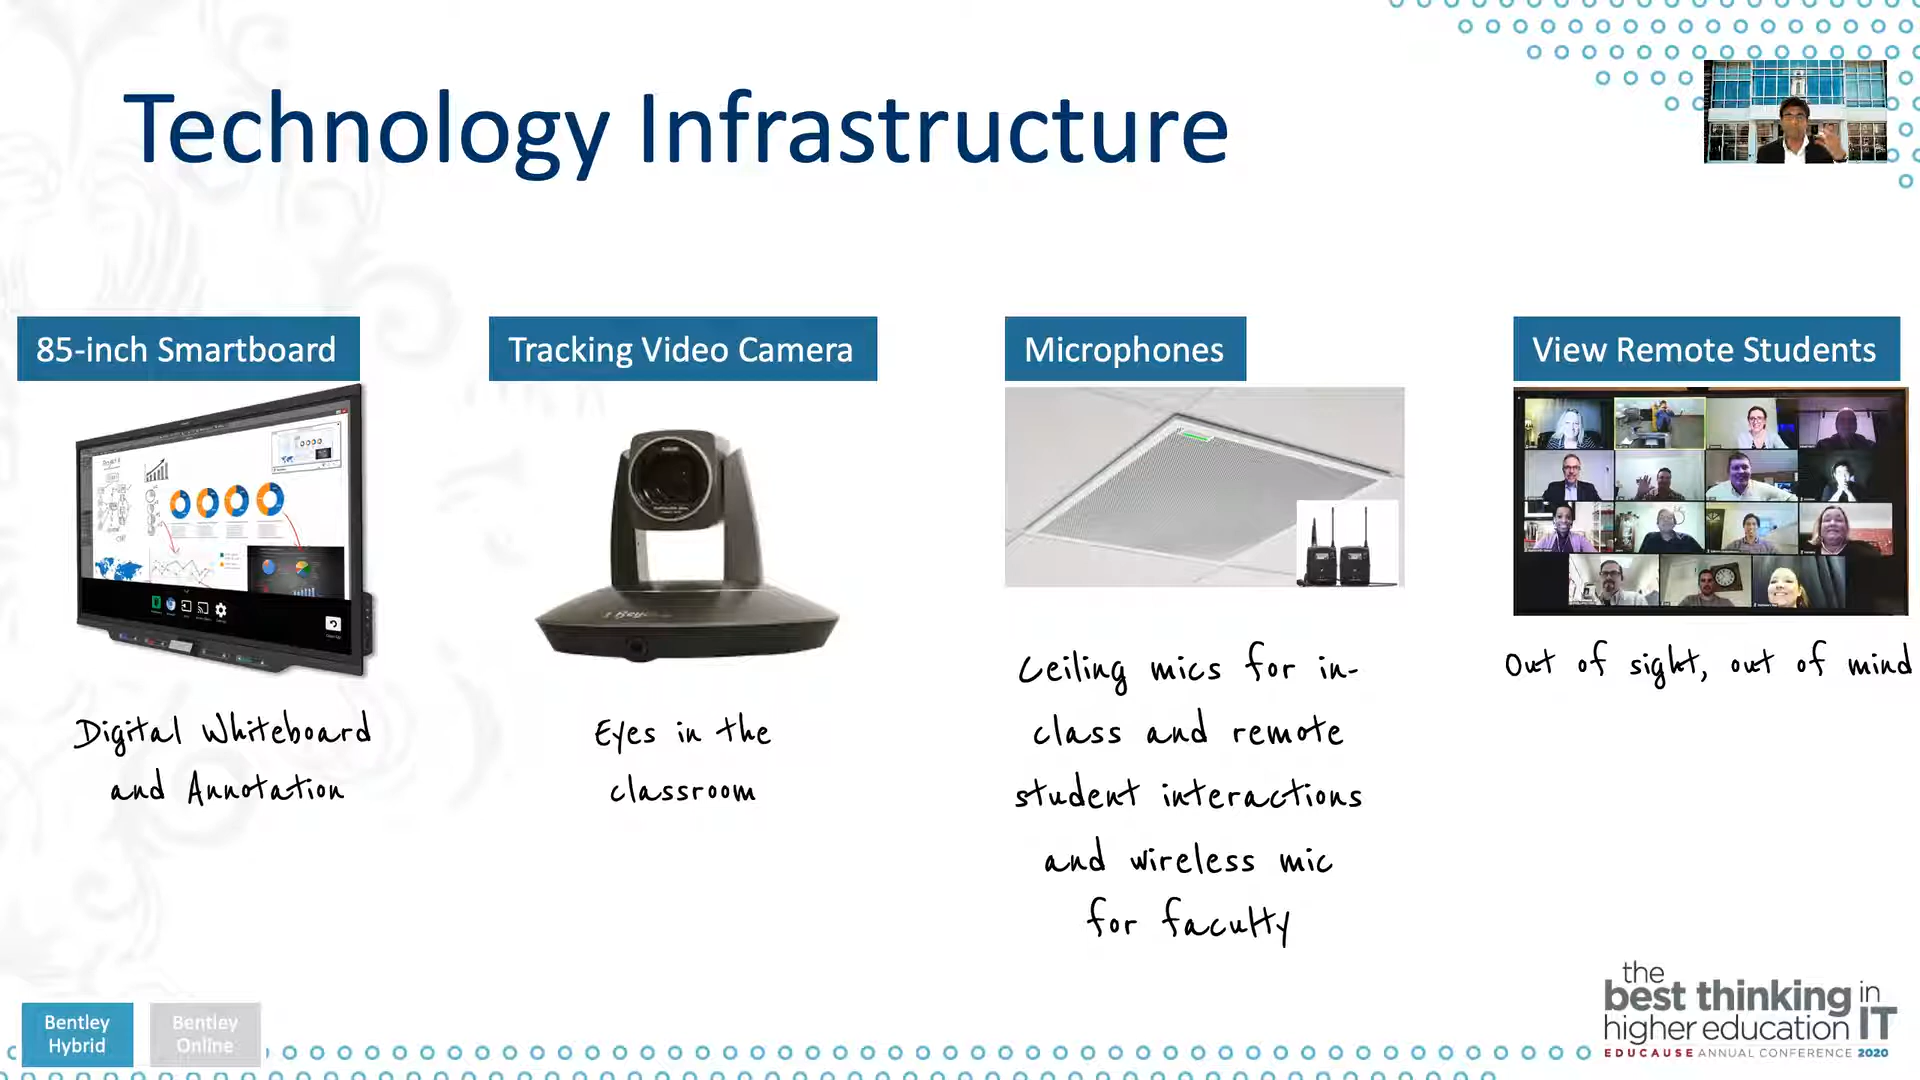 Technology Infrastructure
85-inch Smartboard
Digital Whiteboard
and Annotation
Tracking Video Camera
Eyes in the
classroom
Microphones
Ceiling mics for in-
class and remote
student interactions
and wireless mic
for faculty
View Remote Students
Out of sight, out of mind
Bentley
Hybrid
Bentley
Online
the
best thinking in
higher education IT
EDUCAUSE ANNUAL CONFERENCE 2020